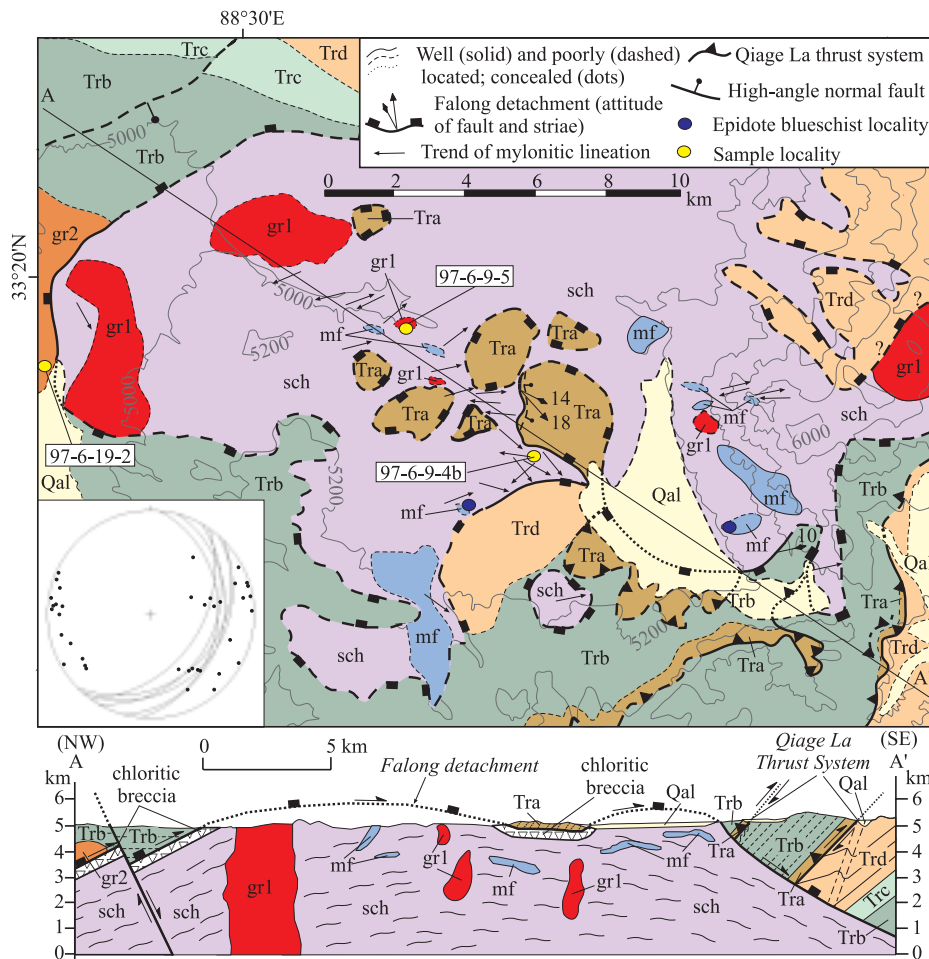 88°30'E
33°20'N
Well (solid) and poorly (dashed)
located; concealed (dots)
Falong detachment (attitude
of fault and striae)
Trend of mylonitic lineation
Qiage La thrust system
High-angle normal fault
Epidote blueschist locality
Sample locality
0 2 4 6 8 10
km
Trc
Trd
Trb
Trc
A
5000
Trb
gr2
gr1
Tra
gr1
97-6-9-5
sch
5000
5200
mf
Tra
Tra
mf
Trd
?
?
gr1
gr1
5000
sch
Tra
gr1
Tra
Tra
14
18
Tra
mf
gr1
sch
6000
97-6-19-2
97-6-9-4b
5200
Trb
Qal
Qal
mf
Trb
mf
Trd
mf
10
Qal
Tra
Tra
sch
Trb
mf
sch
5200
Trb
Tra
Trd
A'
(NW)
A
km
0 5 km
(SE)
A'
km
Qiage La
Thrust System
chloritic
breccia
Falong detachment
Tra
chloritic
breccia
Qal
Trb
Qal
6
5
4
3
2
1
0
Trb
Trb
gr2
sch
sch
gr1
mf
sch
gr1
mf
gr1
mf
sch
Tra
Trb
Trd
Trc
Trb
6
5
4
3
2
1
0